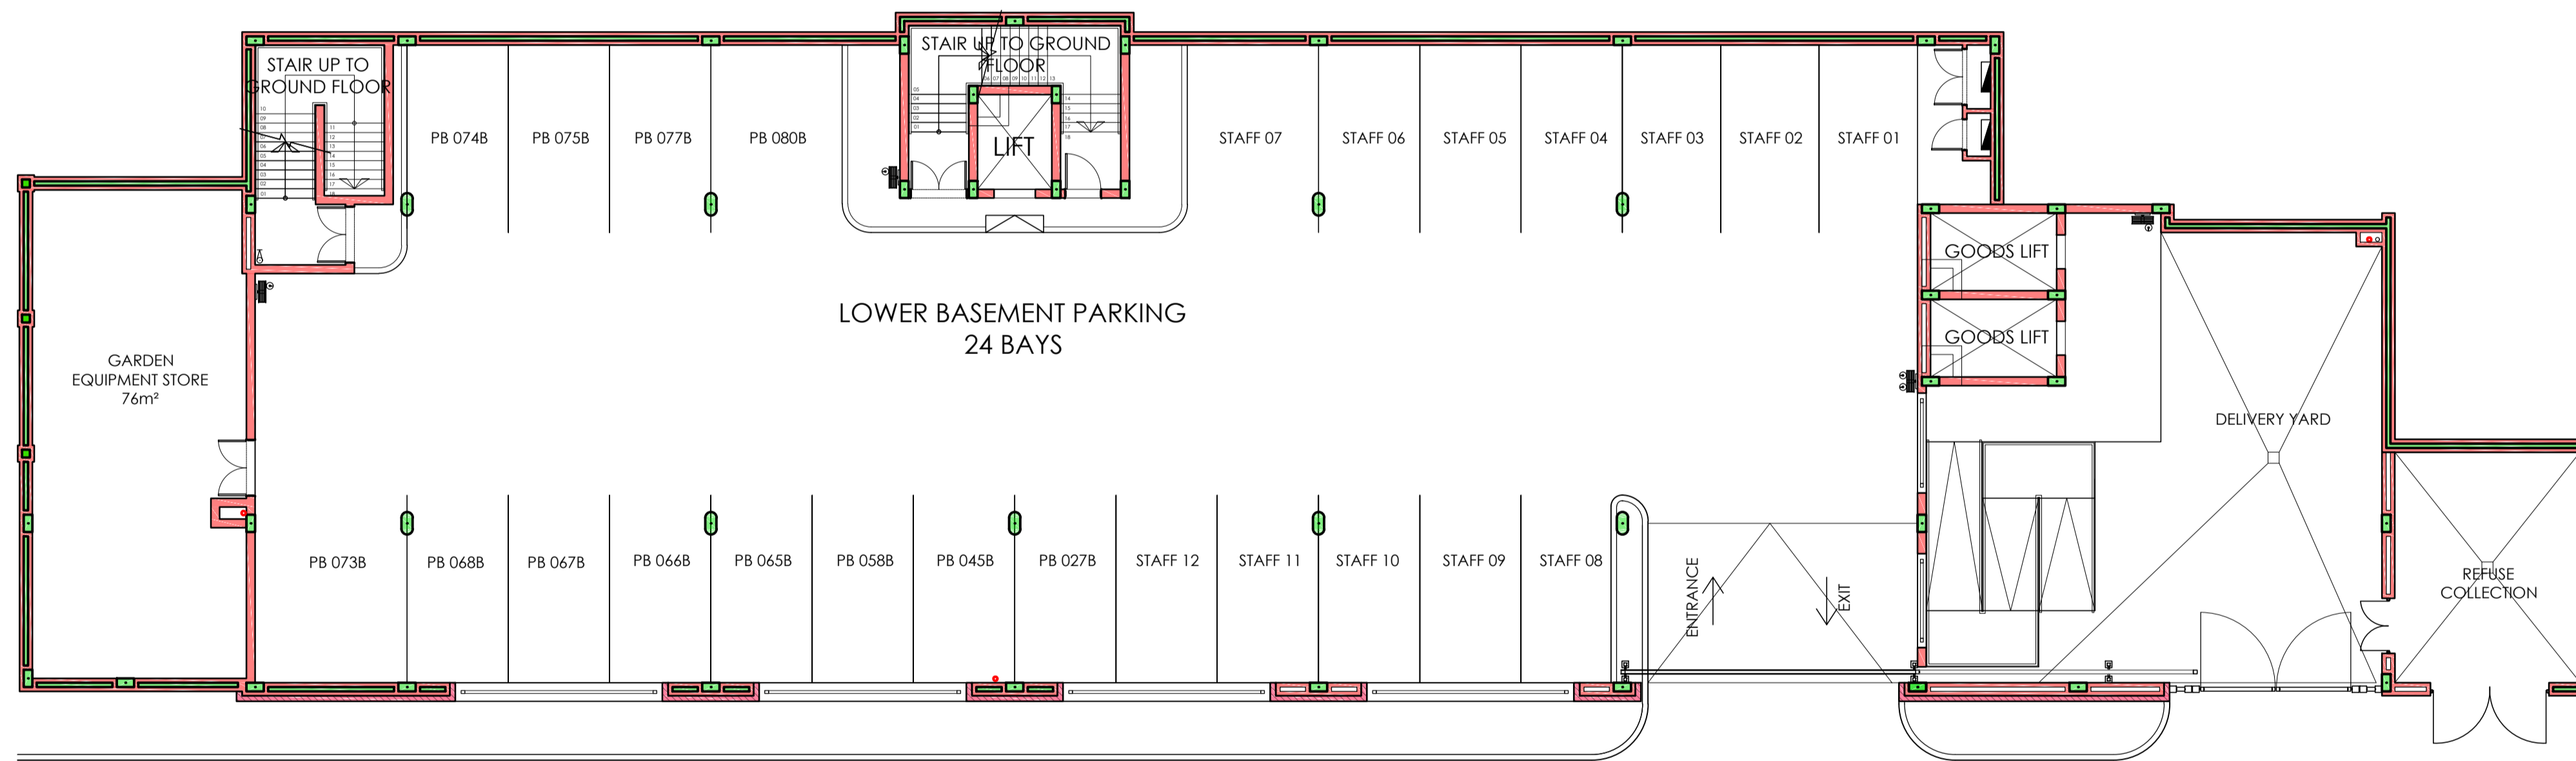 STAIR UP TO
GROUND FLOOR
STAIR UP TO GROUND
FLOOR
LIFT
PB 074B
PB 075B
PB 077B
PB 080B
STAFF 07
STAFF 06
STAFF 05
STAFF 04
STAFF 03
STAFF 02
STAFF 01
GOODS LIFT
GOODS LIFT
LOWER BASEMENT PARKING
24 BAYS
GARDEN
EQUIPMENT STORE
76m²
DELIVERY YARD
PB 073B
PB 068B
PB 067B
PB 066B
PB 065B
PB 058B
PB 045B
PB 027B
STAFF 12
STAFF 11
STAFF 10
STAFF 09
STAFF 08
ENTRANCE
EXIT
REFUSE
COLLECTION